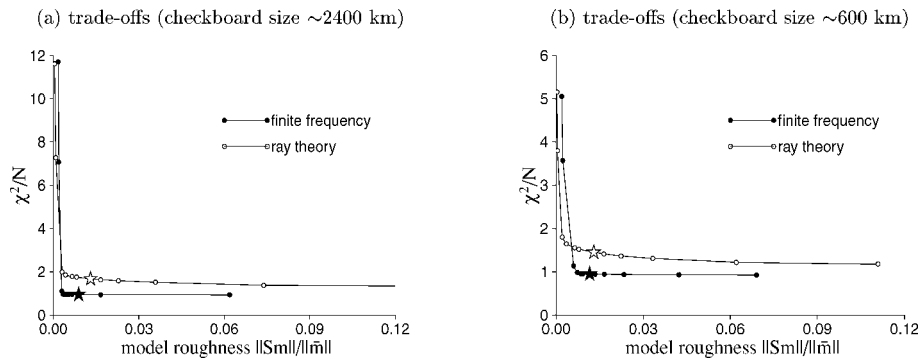 (a) trade-offs (checkboard size ~2400 km)
12
10
8
6
4
2
0
χ²/N
finite frequency
ray theory
0.00 0.03 0.06 0.09 0.12
model roughness ||Sm||/||m̄||
(b) trade-offs (checkboard size ~600 km)
6
5
4
3
2
1
0
χ²/N
finite frequency
ray theory
0.00 0.03 0.06 0.09 0.12
model roughness ||Sm||/||m̄||